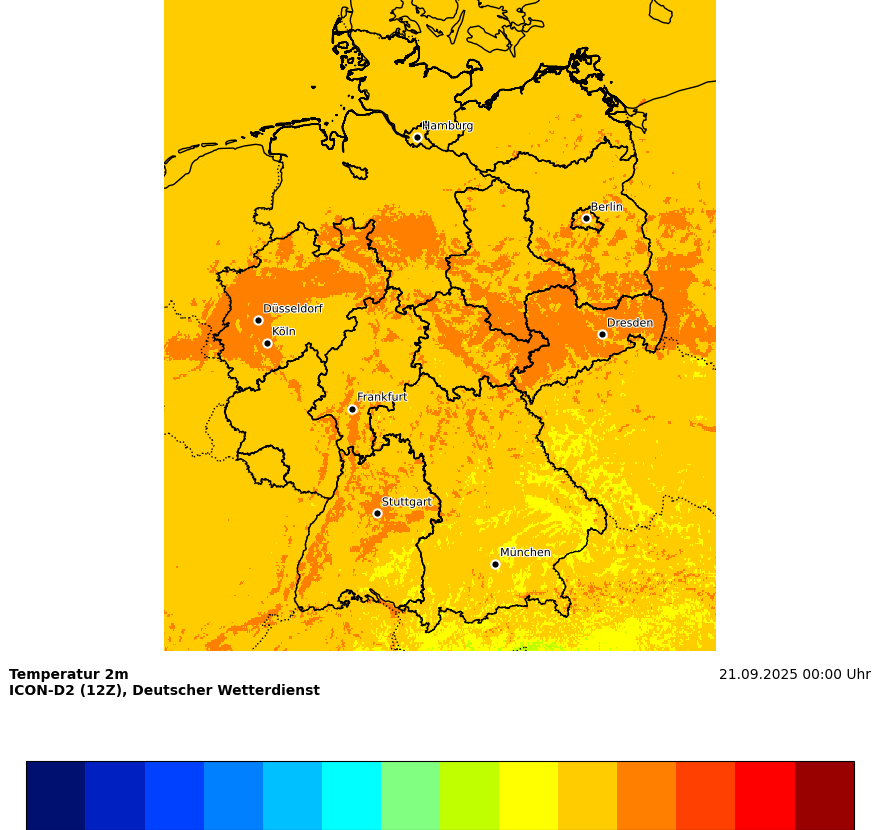 Hamburg
Berlin
Düsseldorf
Köln
Dresden
Frankfurt
Stuttgart
München
Temperatur 2m
21.09.2025 00:00 Uhr
ICON-D2 (12Z), Deutscher Wetterdienst